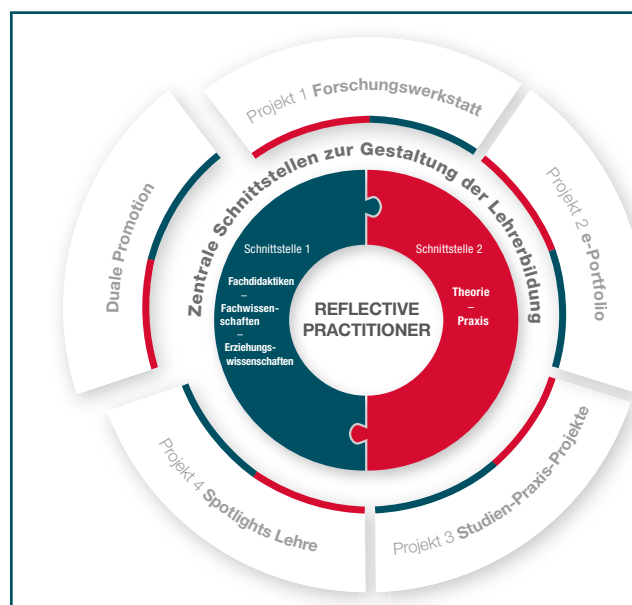 Projekt 1 Forschungswerkstatt
Projekt 2 e-Portfolio
Projekt 3 Studien-Praxis-Projekte
Projekt 4 Spotlights Lehre
Duale Promotion
Zentrale Schnittstellen zur Gestaltung der Lehrerbildung
Schnittstelle 1
Fachdidaktiken
–
Fachwissen-
schaften
–
Erziehungs-
wissenschaften
REFLECTIVE
PRACTITIONER
Schnittstelle 2
Theorie
–
Praxis